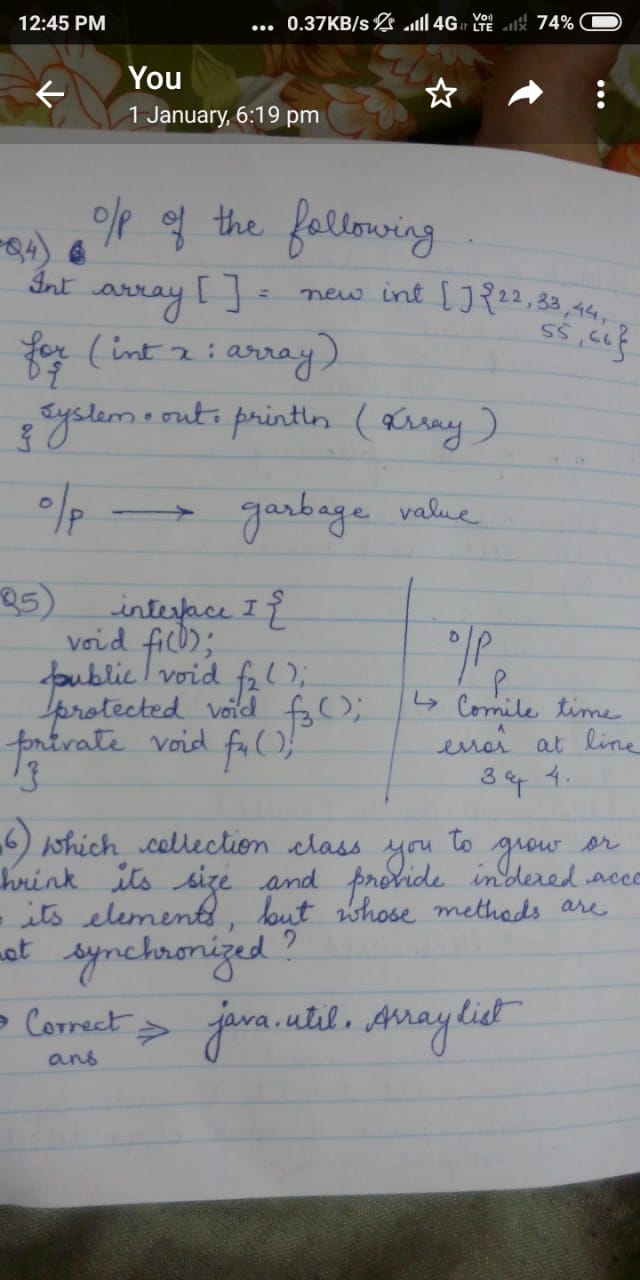 12:45 PM ... 0.37KB/s 4G Vo)) LTE 74%
You
1 January, 6:19 pm
O/p of the following.
Q4)
Int array [ ] = new int [ ]{22,33,44,
55,66}
for (int x : array)
{
System.out.println (array)
}
o/p → garbage value
Q5) interface I {
void f1();
public void f2();
protected void f3();
private void f4();
}
o/p
p
↳ Comile time
error at line
3 & 4.
6) Which collection class you to grow or
hrink its size and provide indexed acce
its elements, but whose methods are
ot synchronized?
→ Correct ⇒ java.util.Arraylist
ans